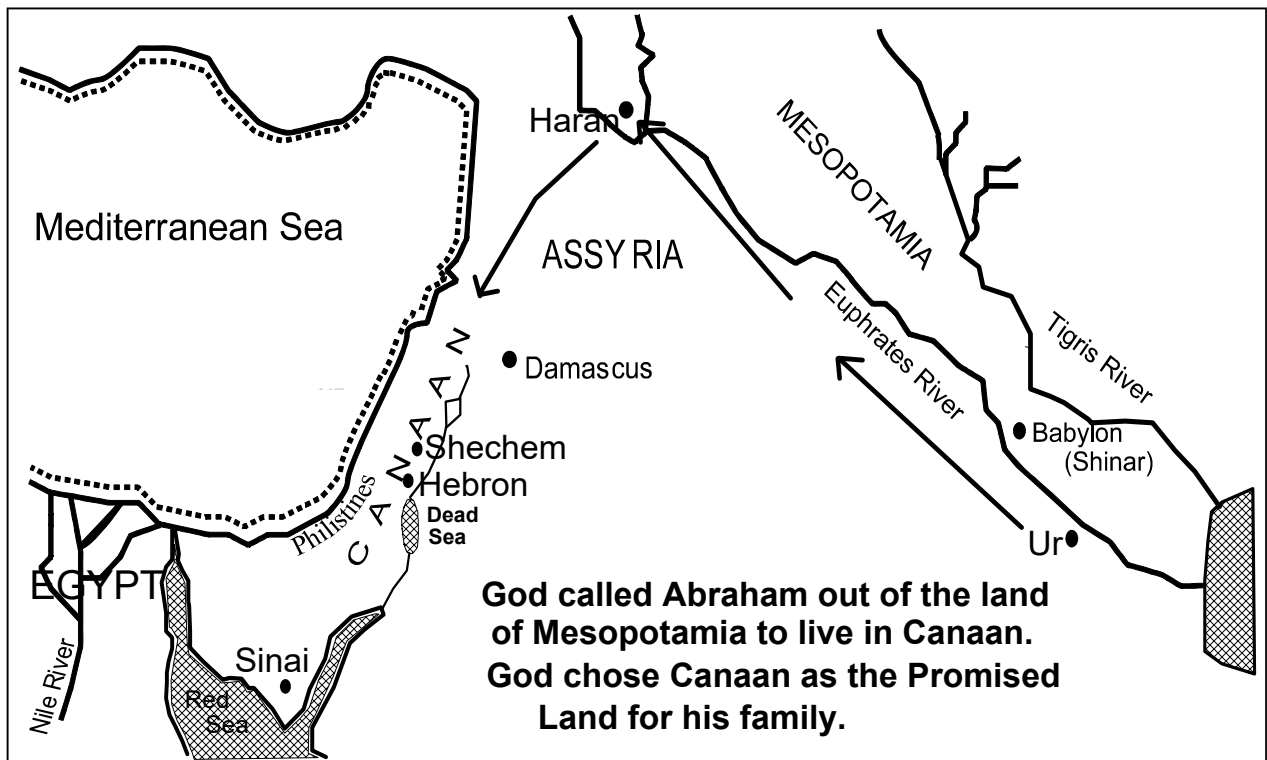 Haran
MESOPOTAMIA
Mediterranean Sea
ASSYRIA
Euphrates River
Tigris River
Damascus
CANAAN
Shechem
Babylon
(Shinar)
Hebron
Philistines
Dead
Sea
Ur
EGYPT
God called Abraham out of the land
of Mesopotamia to live in Canaan.
God chose Canaan as the Promised
Land for his family.
Sinai
Nile River
Red
Sea